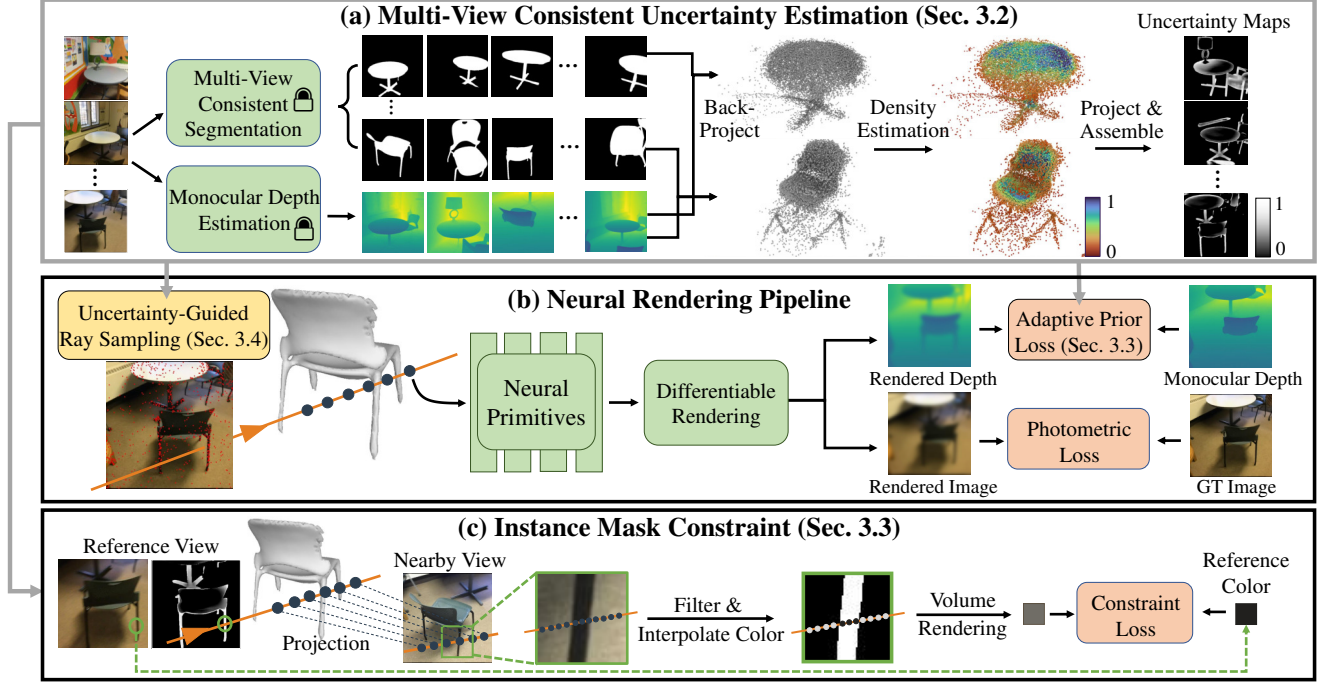 (a) Multi-View Consistent Uncertainty Estimation (Sec. 3.2)
Uncertainty Maps
Multi-View
Consistent
Segmentation
Monocular Depth
Estimation
...
...
...
...
...
Back-
Project
Density
Estimation
Project &
Assemble
...
1
0
1
0
(b) Neural Rendering Pipeline
Uncertainty-Guided
Ray Sampling (Sec. 3.4)
Neural
Primitives
Differentiable
Rendering
Rendered Depth
Adaptive Prior
Loss (Sec. 3.3)
Monocular Depth
Rendered Image
Photometric
Loss
GT Image
(c) Instance Mask Constraint (Sec. 3.3)
Reference View
Projection
Nearby View
Filter &
Interpolate Color
Volume
Rendering
Constraint
Loss
Reference
Color